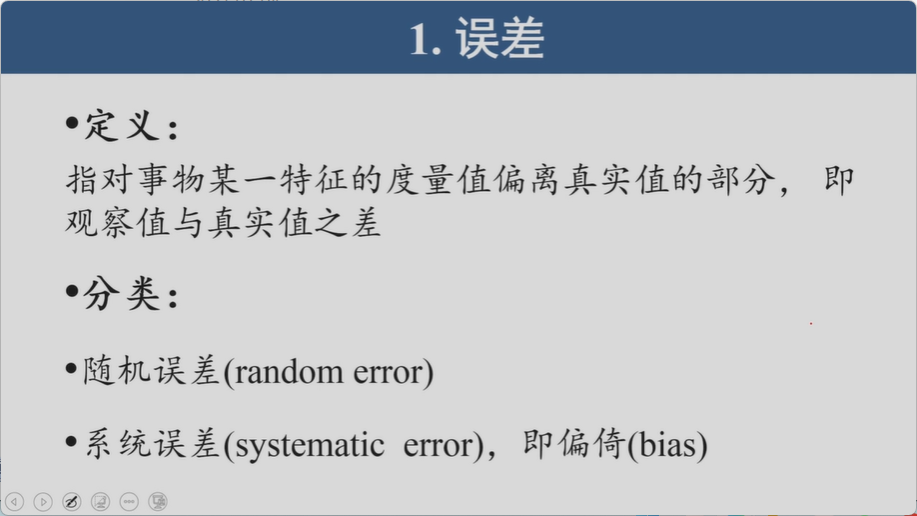 1. 误差
•定义：
指对事物某一特征的度量值偏离真实值的部分， 即
观察值与真实值之差
•分类：
•随机误差(random error)
•系统误差(systematic error)，即偏倚(bias)